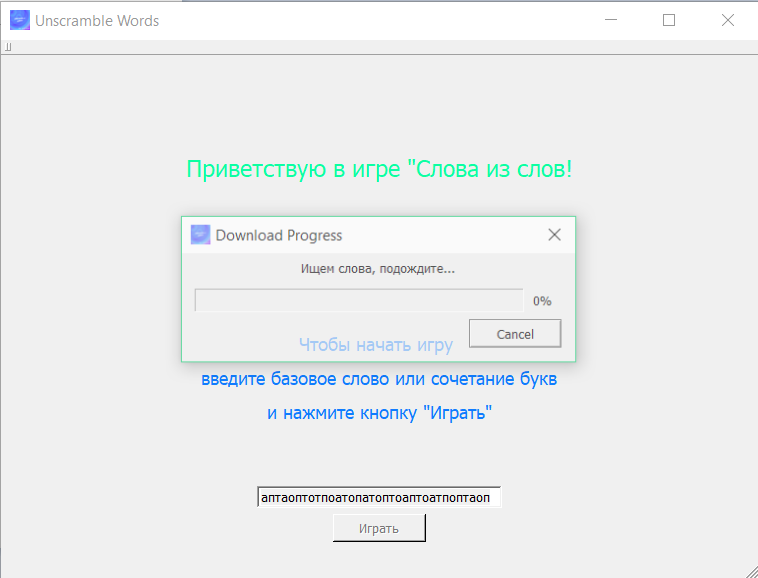 Unscramble Words
Приветствую в игре "Слова из слов!
Download Progress
Ищем слова, подождите...
0%
Cancel
Чтобы начать игру
введите базовое слово или сочетание букв
и нажмите кнопку "Играть"
аптаоптотпоатопатоптоаптоатпоптаоп
Играть